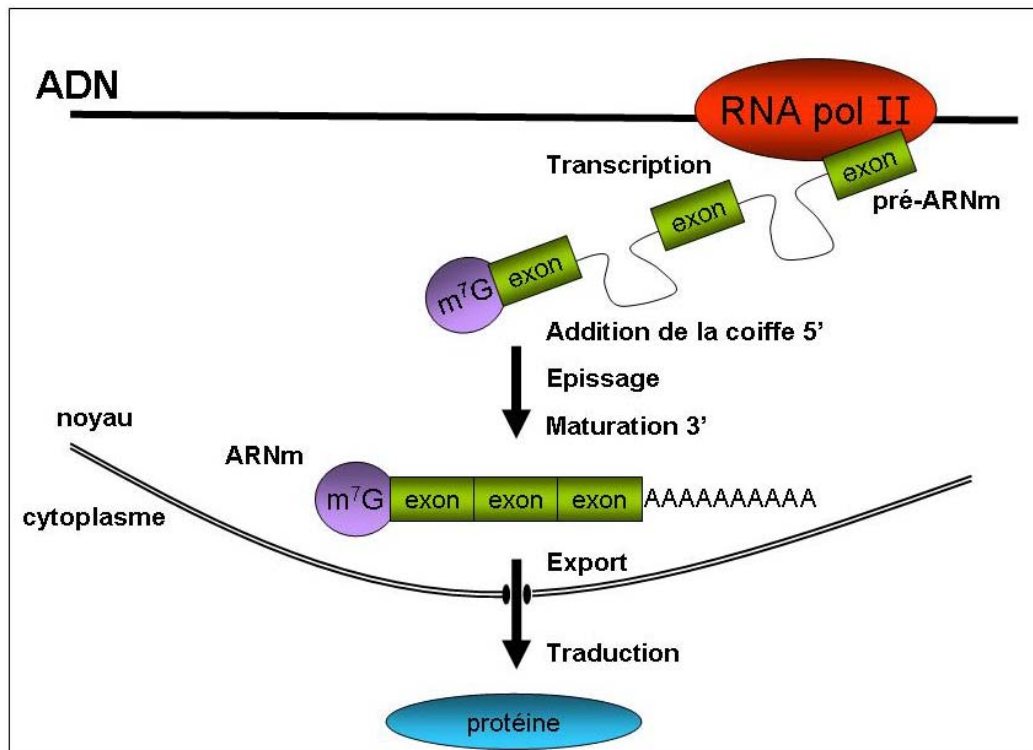 ADN
RNA pol II
Transcription
exon
pré-ARNm
exon
exon
m⁷G
Addition de la coiffe 5’
Epissage
Maturation 3’
noyau
ARNm
m⁷G exon exon exon AAAAAAAAAA
cytoplasme
Export
Traduction
protéine